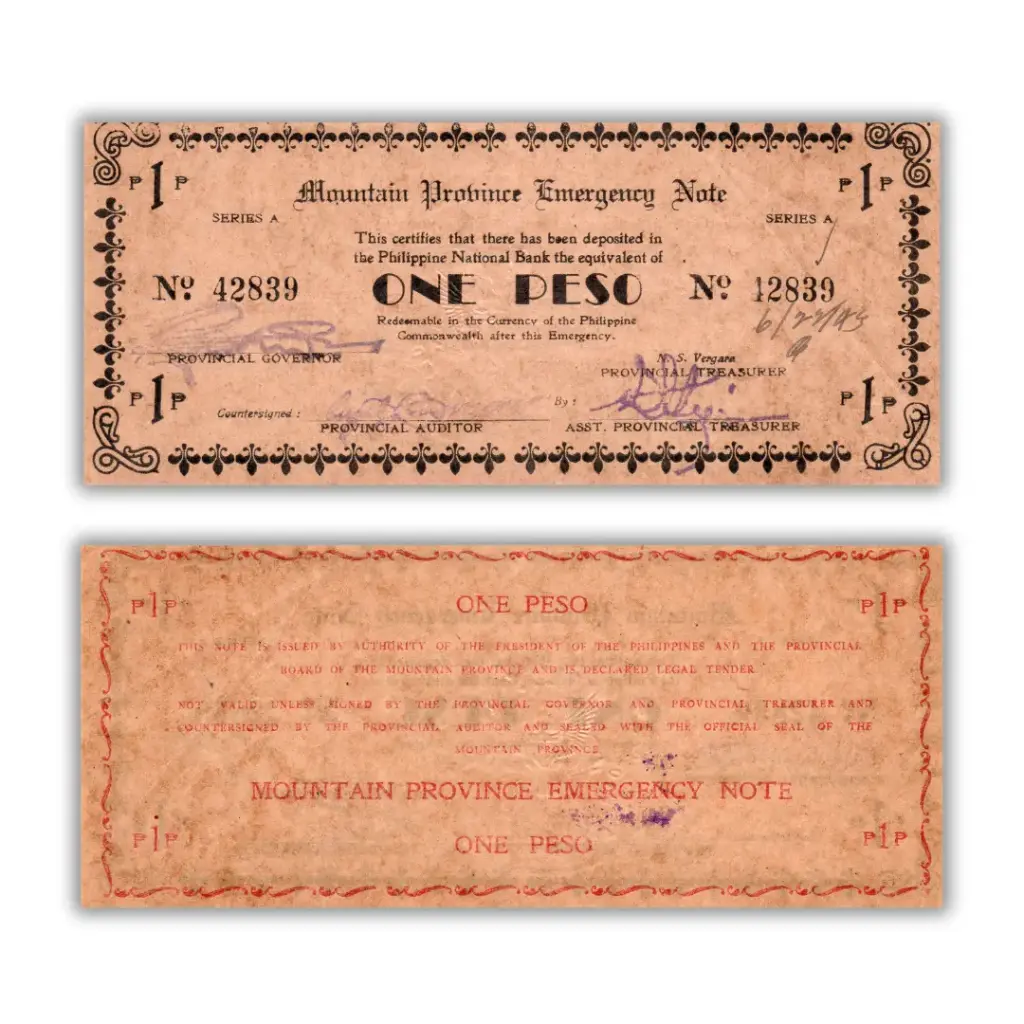 ₱ 1 ₱
₱ 1 ₱
Mountain Province Emergency Note
SERIES A
SERIES A
This certifies that there has been deposited in
the Philippine National Bank the equivalent of
Nº 42839
ONE PESO
Nº 12839
Redeemable in the Currency of the Philippine
Commonwealth after this Emergency.
6/22/43
PROVINCIAL GOVERNOR
N. S. Vergara
PROVINCIAL TREASURER
₱ 1 ₱
₱ 1 ₱
Countersigned :
By :
PROVINCIAL AUDITOR
ASST. PROVINCIAL TREASURER
₱1₱
ONE PESO
₱1₱
THIS NOTE IS ISSUED BY AUTHORITY OF THE PRESIDENT OF THE PHILIPPINES AND THE PROVINCIAL
BOARD OF THE MOUNTAIN PROVINCE AND IS DECLARED LEGAL TENDER
NOT VALID UNLESS SIGNED BY THE PROVINCIAL GOVERNOR AND PROVINCIAL TREASURER AND
COUNTERSIGNED BY THE PROVINCIAL AUDITOR AND SEALED WITH THE OFFICIAL SEAL OF THE
MOUNTAIN PROVINCE
MOUNTAIN PROVINCE EMERGENCY NOTE
₱1₱
ONE PESO
₱1₱